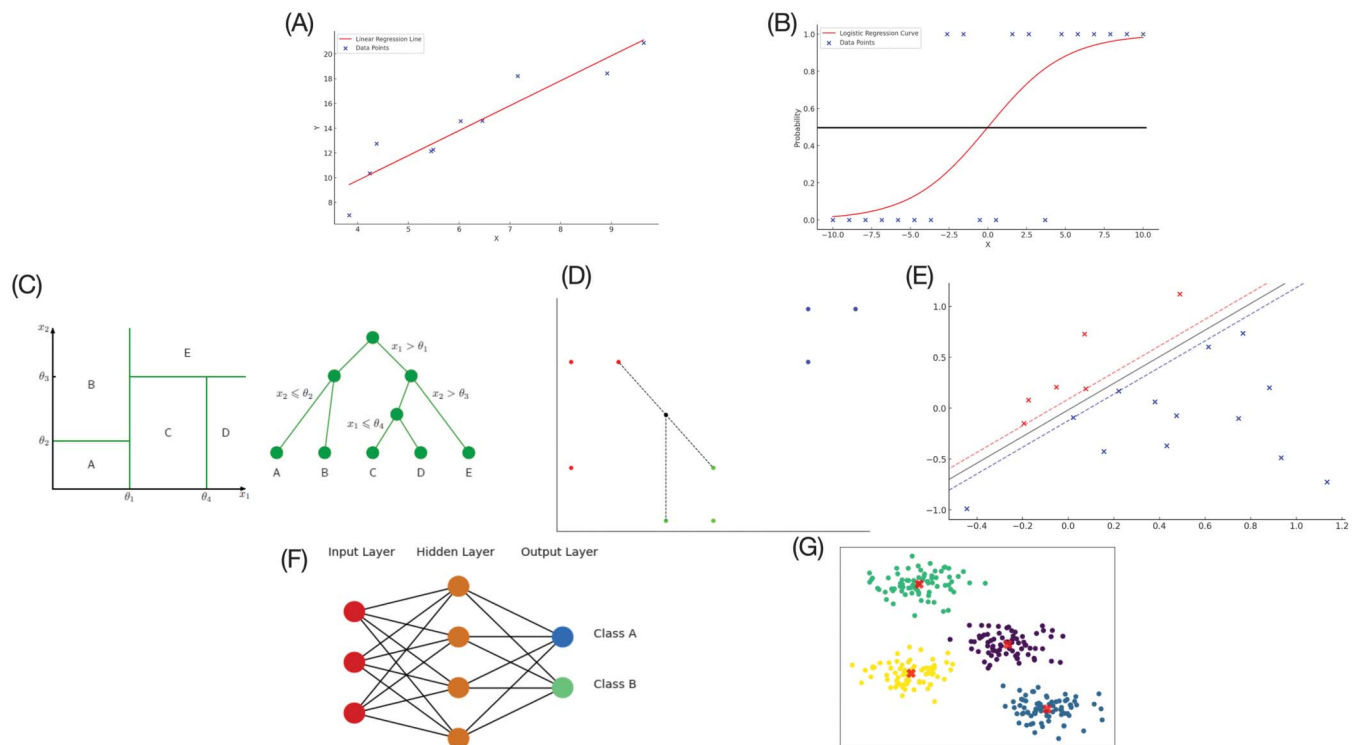 (A)
Linear Regression Line
Data Points
20
18
16
14
12
10
8
Y
4 5 6 7 8 9
X
(B)
Logistic Regression Curve
Data Points
1.0
0.8
0.6
0.4
0.2
0.0
Probability
−10.0 −7.5 −5.0 −2.5 0.0 2.5 5.0 7.5 10.0
X
(C)
x₂
θ₃
θ₂
E
B
C D
A
θ₁ θ₄ x₁
x₁ > θ₁
x₂ ⩽ θ₂ x₂ > θ₃
x₁ ⩽ θ₄
A B C D E
(D)
(E)
1.0
0.5
0.0
−0.5
−1.0
−0.4 −0.2 0.0 0.2 0.4 0.6 0.8 1.0 1.2
(F)
Input Layer Hidden Layer Output Layer
Class A
Class B
(G)